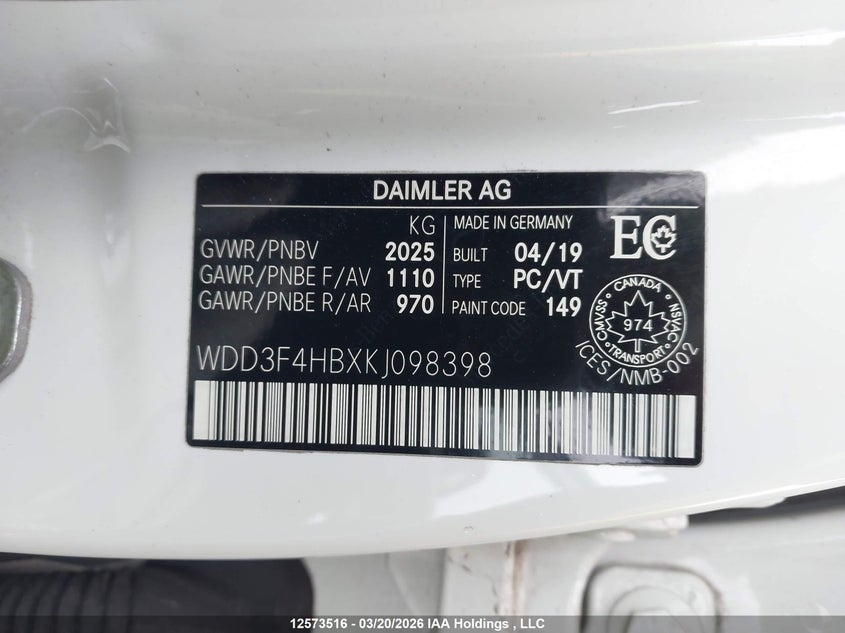 DAIMLER AG
KG
GVWR/PNBV 2025
GAWR/PNBE F/AV 1110
GAWR/PNBE R/AR 970
MADE IN GERMANY
BUILT 04/19
TYPE PC/VT
PAINT CODE 149
EC
CANADA
CMVSS 974 NSVAC
TRANSPORT
ICES/NMB-002
WDD3F4HBXKJ098398
12573516 - 03/20/2026 IAA Holdings , LLC